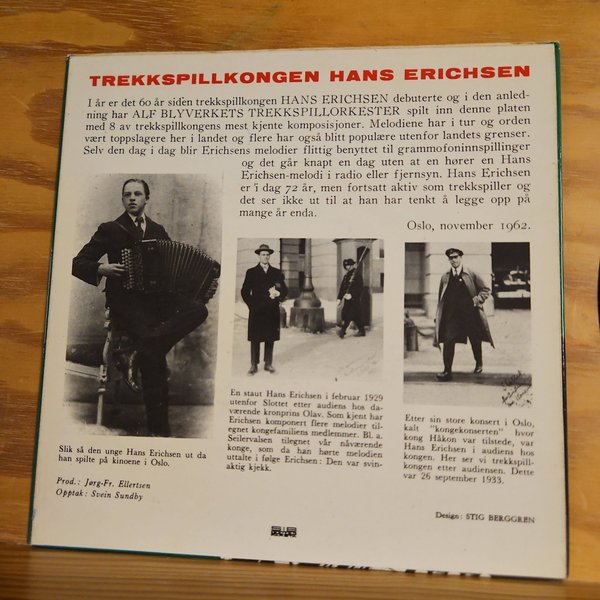 TREKKSPILLKONGEN HANS ERICHSEN
I år er det 60 år siden trekkspillkongen HANS ERICHSEN debuterte og i den anled-
ning har ALF BLYVERKETS TREKKSPILLORKESTER spilt inn denne platen
med 8 av trekkspillkongens mest kjente komposisjoner. Melodiene har i tur og orden
vært toppslagere her i landet og flere har også blitt populære utenfor landets grenser.
Selv den dag i dag blir Erichsens melodier flittig benyttet til grammofoninnspillinger
og det går knapt en dag uten at en hører en Hans
Erichsen-melodi i radio eller fjernsyn. Hans Erichsen
er i dag 72 år, men fortsatt aktiv som trekkspiller og
det ser ikke ut til at han har tenkt å legge opp på
mange år enda.
Oslo, november 1962.
Slik så den unge Hans Erichsen ut da
han spilte på kinoene i Oslo.
En staut Hans Erichsen i februar 1929
utenfor Slottet etter audiens hos da-
værende kronprins Olav. Som kjent har
Erichsen komponert flere melodier til-
egnet kongefamiliens medlemmer. Bl. a.
Seilervalsen tilegnet vår nåværende
konge, som da han hørte melodien
uttalte i følge Erichsen: Den var svin-
aktig kjekk.
Etter sin store konsert i Oslo,
kalt "kongekonserten" hvor
kong Håkon var tilstede, var
Hans Erichsen i audiens hos
kongen. Her ser vi trekkspill-
kongen etter audiensen. Dette
var 26 september 1933.
Prod.: Jørg-Fr. Ellertsen
Opptak: Svein Sundby
Design: STIG BERGGREN